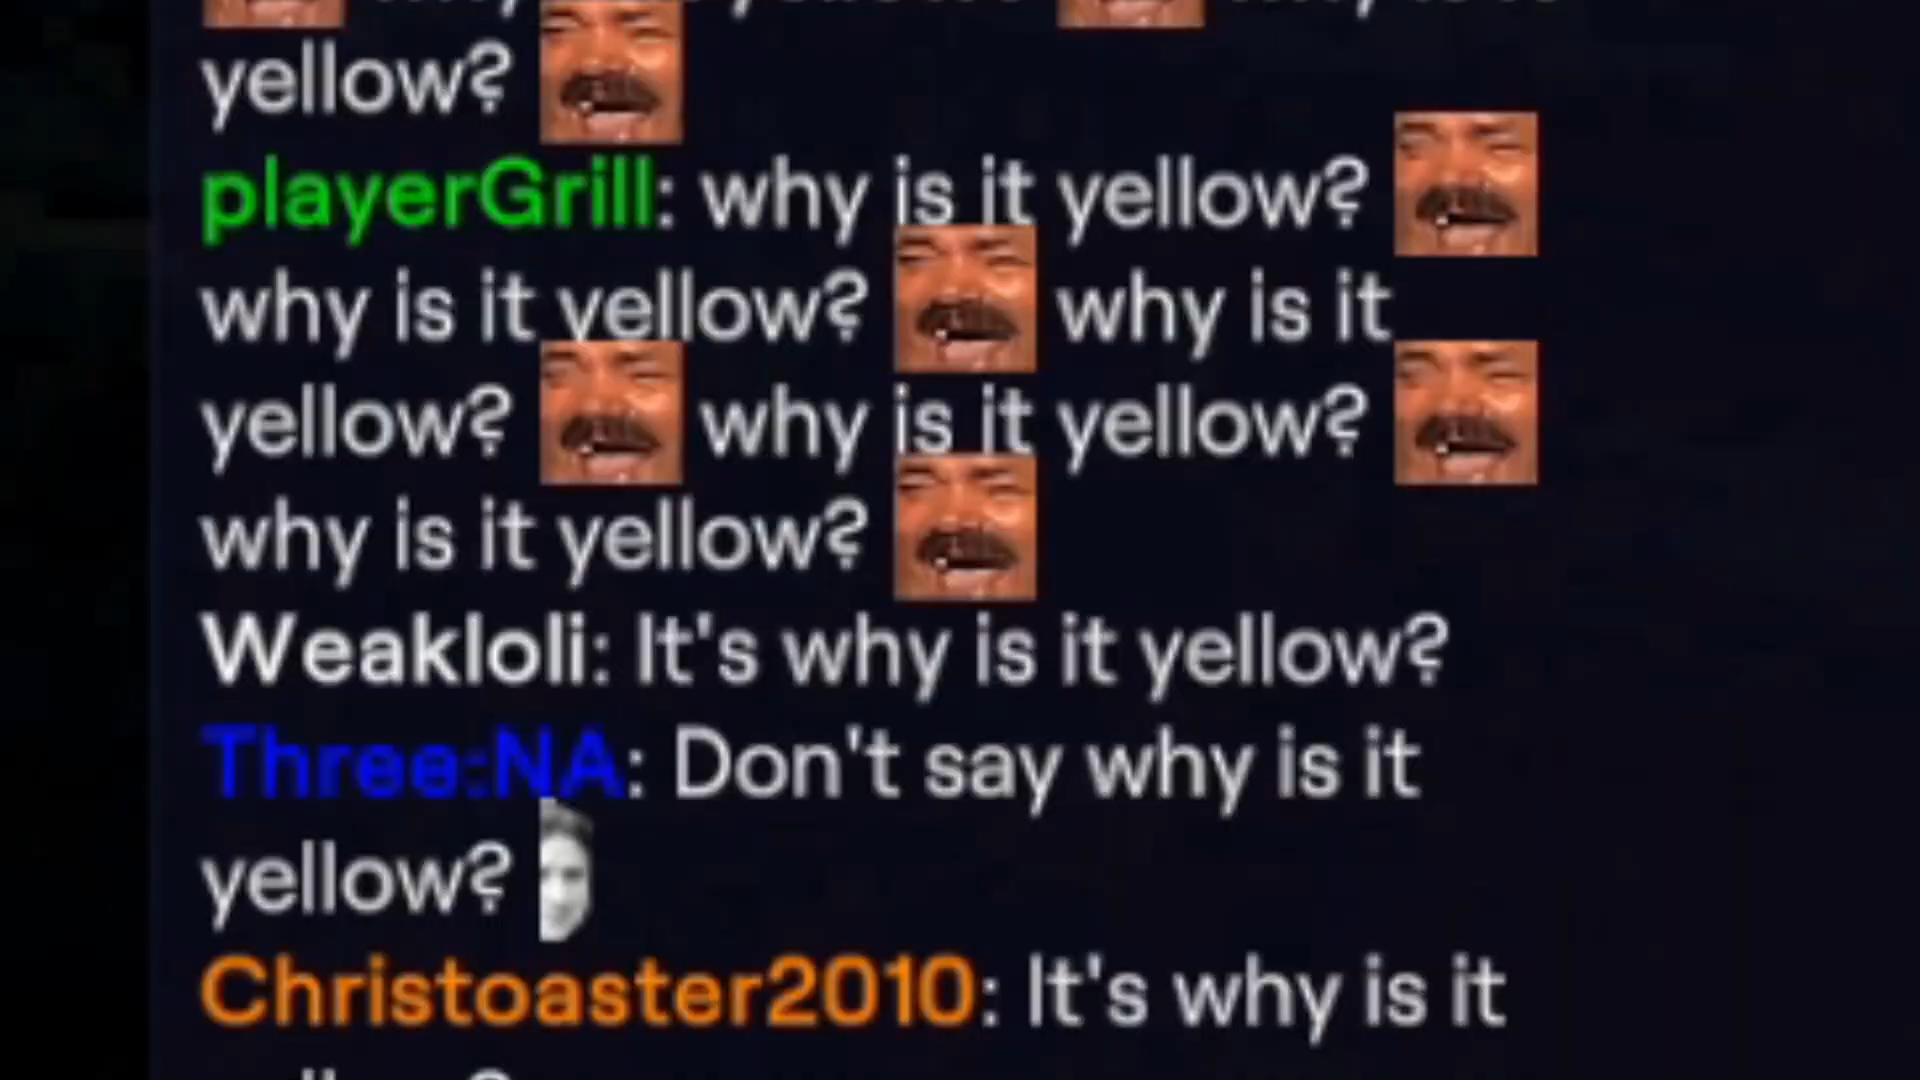 yellow?
playerGrill: why is it yellow?
why is it yellow? why is it
yellow? why is it yellow?
why is it yellow?
Weakloli: It's why is it yellow?
Three:NA: Don't say why is it
yellow?
Christoaster2010: It's why is it